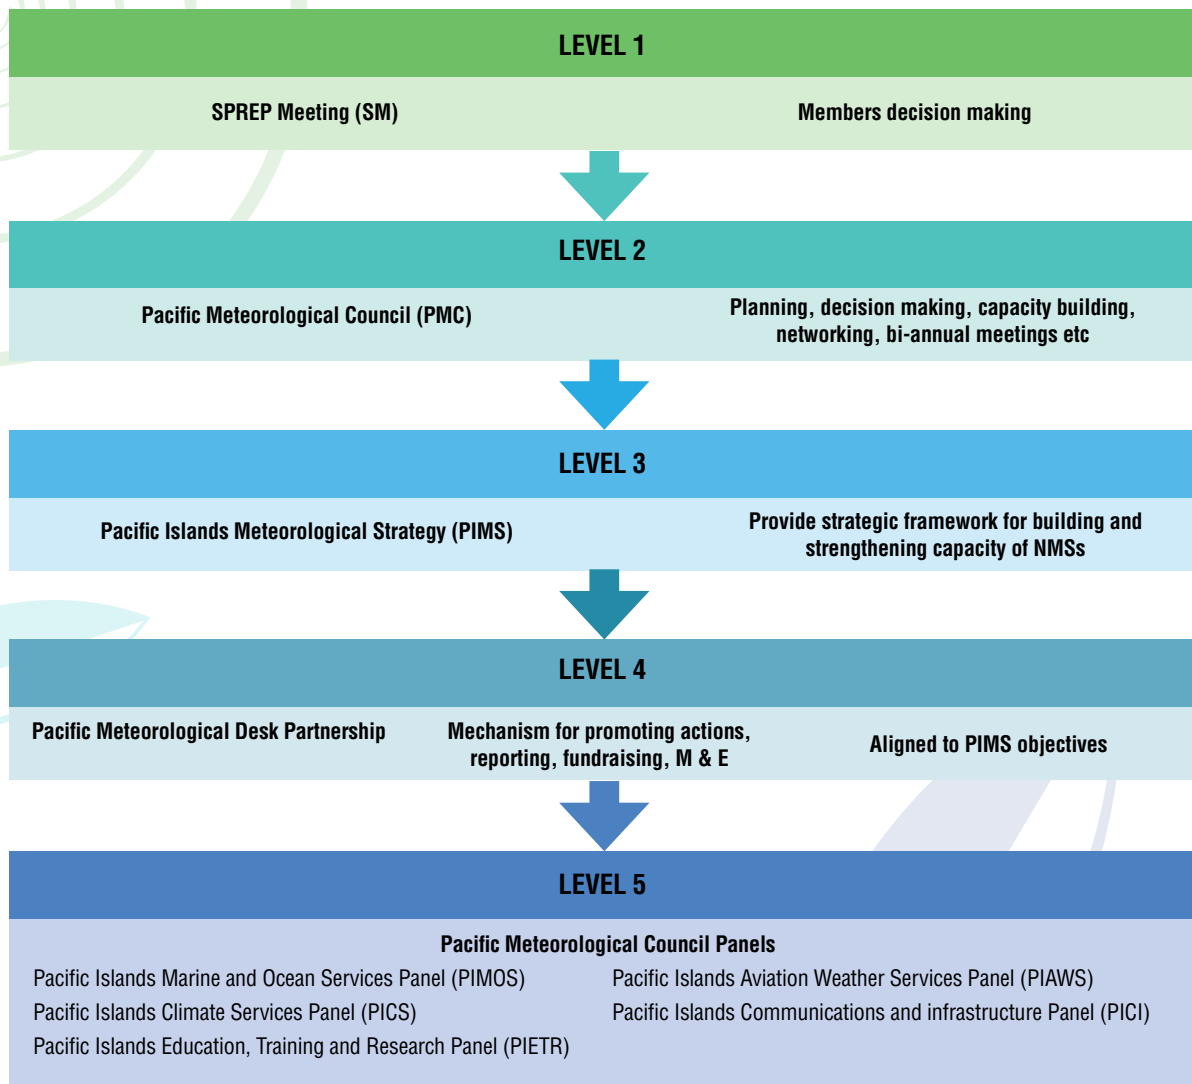 LEVEL 1
SPREP Meeting (SM)
Members decision making
LEVEL 2
Pacific Meteorological Council (PMC)
Planning, decision making, capacity building,
networking, bi-annual meetings etc
LEVEL 3
Pacific Islands Meteorological Strategy (PIMS)
Provide strategic framework for building and
strengthening capacity of NMSs
LEVEL 4
Pacific Meteorological Desk Partnership
Mechanism for promoting actions,
reporting, fundraising, M & E
Aligned to PIMS objectives
LEVEL 5
Pacific Meteorological Council Panels
Pacific Islands Marine and Ocean Services Panel (PIMOS)
Pacific Islands Climate Services Panel (PICS)
Pacific Islands Education, Training and Research Panel (PIETR)
Pacific Islands Aviation Weather Services Panel (PIAWS)
Pacific Islands Communications and infrastructure Panel (PICI)